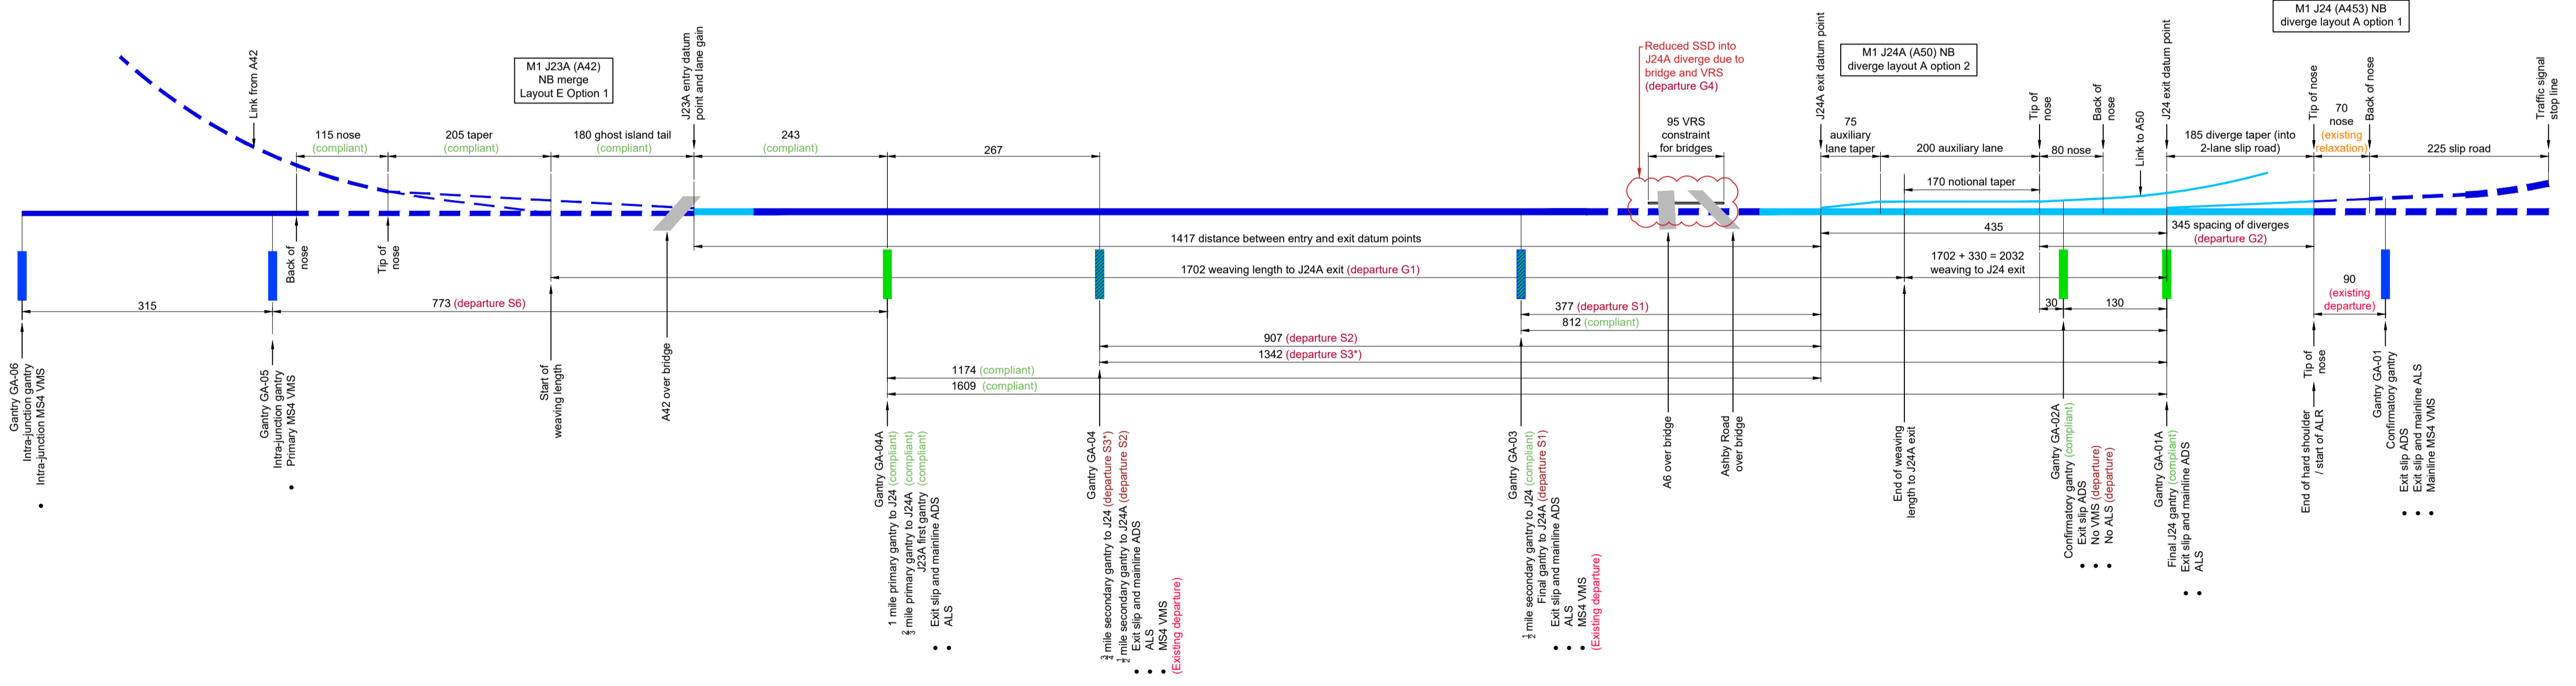 M1 J24 (A453) NB
diverge layout A option 1
M1 J23A (A42)
NB merge
Layout E Option 1
Reduced SSD into
J24A diverge due to
bridge and VRS
(departure G4)
M1 J24A (A50) NB
diverge layout A option 2
Link from A42
J23A entry datum
point and lane gain
J24A exit datum point
Tip of
nose
Back of
nose
Link to A50
J24 exit datum point
Tip of nose
Back of nose
Traffic signal
stop line
115 nose
(compliant)
205 taper
(compliant)
180 ghost island tail
(compliant)
243
(compliant)
267
95 VRS
constraint
for bridges
75
auxiliary
lane taper
200 auxiliary lane
80 nose
170 notional taper
185 diverge taper (into
2-lane slip road)
70
nose
(existing
relaxation)
225 slip road
1417 distance between entry and exit datum points
435
345 spacing of diverges
(departure G2)
1702 weaving length to J24A exit (departure G1)
1702 + 330 = 2032
weaving to J24 exit
315
773 (departure S6)
377 (departure S1)
812 (compliant)
30
130
90
(existing
departure)
907 (departure S2)
1342 (departure S3*)
1174 (compliant)
1609 (compliant)
Back of
nose
Tip of
nose
Gantry GA-06
Intra-junction gantry
• Intra-junction MS4 VMS
Gantry GA-05
Intra-junction gantry
• Primary MS4 VMS
Start of
weaving length
A42 over bridge
Gantry GA-04A
1 mile primary gantry to J24 (compliant)
⅔ mile primary gantry to J24A (compliant)
J23A first gantry (compliant)
• Exit slip and mainline ADS
• ALS
Gantry GA-04
¾ mile secondary gantry to J24 (departure S3*)
½ mile secondary gantry to J24A (departure S2)
• Exit slip and mainline ADS
• ALS
• MS4 VMS
(Existing departure)
Gantry GA-03
½ mile secondary gantry to J24 (compliant)
Final gantry to J24A (departure S1)
• Exit slip and mainline ADS
• ALS
• MS4 VMS
(Existing departure)
A6 over bridge
Ashby Road
over bridge
End of weaving
length to J24A exit
Gantry GA-02A
Confirmatory gantry (compliant)
• Exit slip ADS
• No VMS (departure)
• No ALS (departure)
Gantry GA-01A
Final J24 gantry (compliant)
• Exit slip and mainline ADS
• ALS
Tip of
nose
End of hard shoulder
/ start of ALR
Gantry GA-01
Confirmatory gantry
• Exit slip ADS
• Exit slip and mainline ALS
• Mainline MS4 VMS